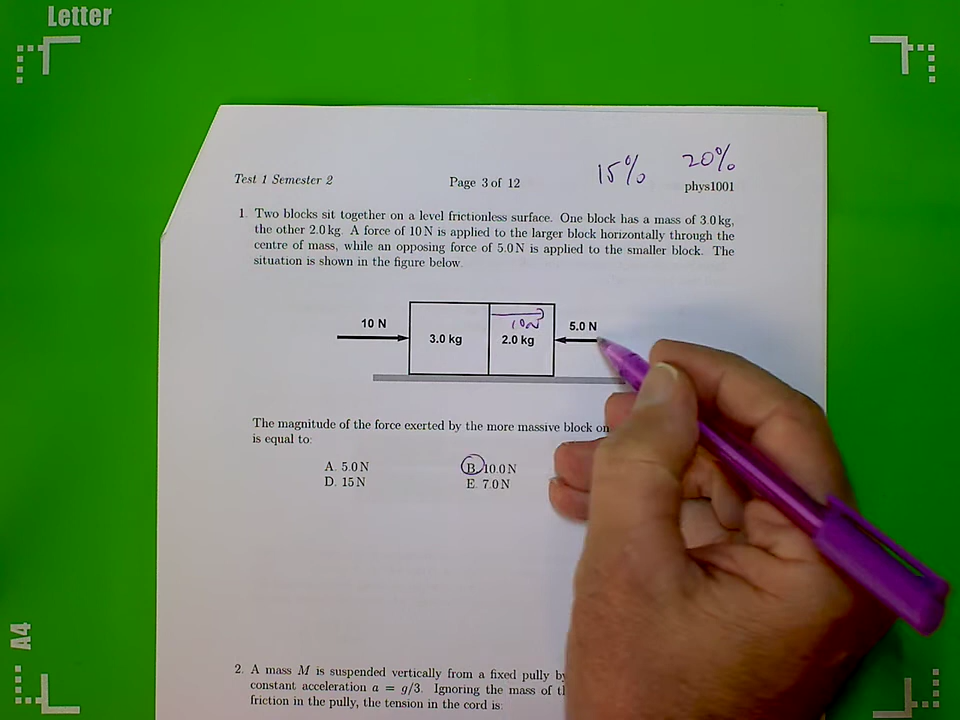 Letter
15% 20%
Test 1 Semester 2 Page 3 of 12 phys1001
1. Two blocks sit together on a level frictionless surface. One block has a mass of 3.0 kg,
the other 2.0 kg. A force of 10 N is applied to the larger block horizontally through the
centre of mass, while an opposing force of 5.0 N is applied to the smaller block. The
situation is shown in the figure below.
10 N 3.0 kg 10N 2.0 kg 5.0 N
The magnitude of the force exerted by the more massive block on
is equal to:
A. 5.0 N B. 10.0 N
D. 15 N E. 7.0 N
A4
2. A mass M is suspended vertically from a fixed pully by
constant acceleration a = g/3. Ignoring the mass of
friction in the pully, the tension in the cord is: